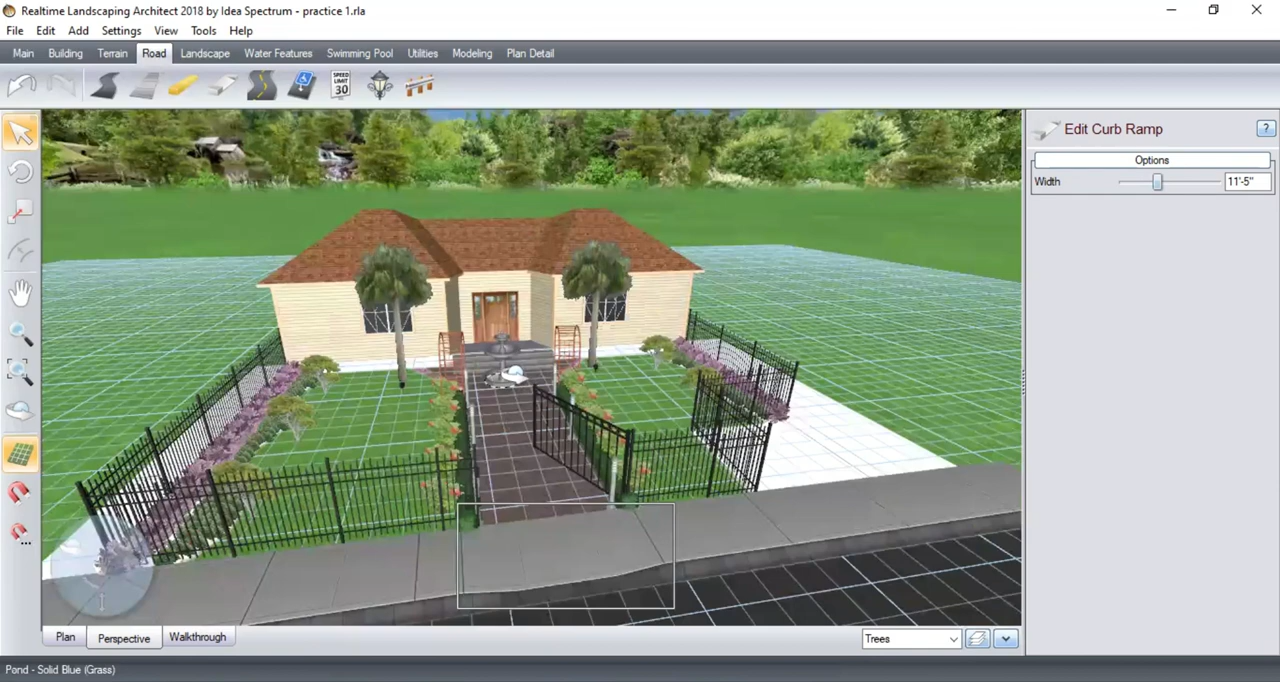 Realtime Landscaping Architect 2018 by Idea Spectrum - practice 1.rla
File Edit Add Settings View Tools Help
Main Building Terrain Road Landscape Water Features Swimming Pool Utilities Modeling Plan Detail
SPEED
LIMIT
30
Edit Curb Ramp ?
Options
Width 11'-5"
Plan Perspective Walkthrough Trees
Pond - Solid Blue (Grass)